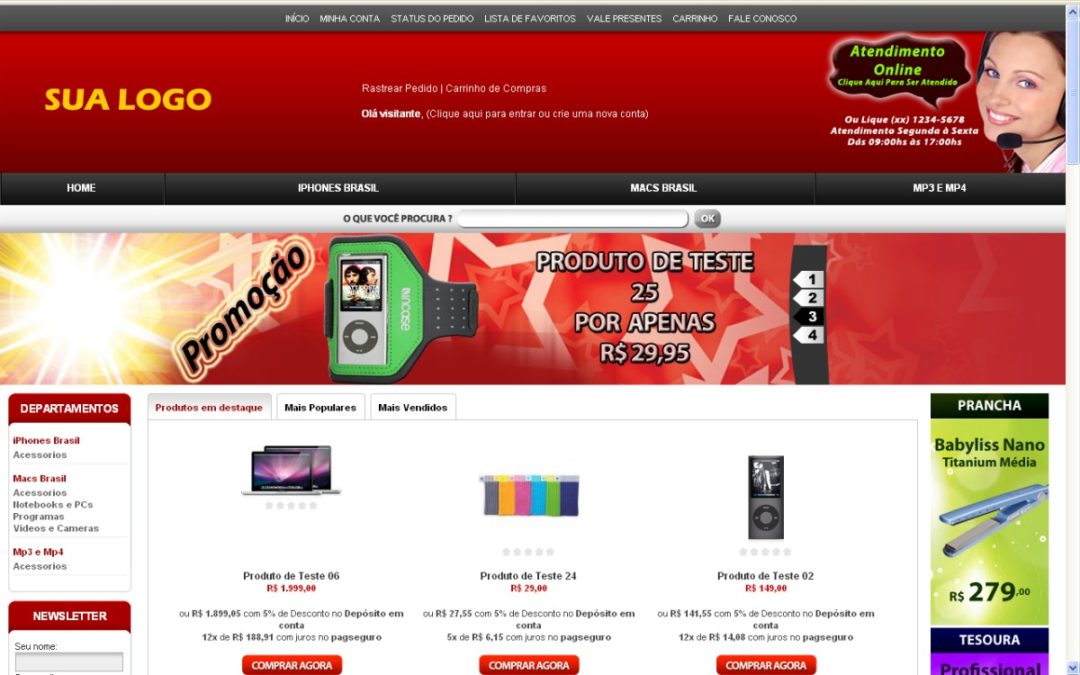 INÍCIO MINHA CONTA STATUS DO PEDIDO LISTA DE FAVORITOS VALE PRESENTES CARRINHO FALE CONOSCO
SUA LOGO
Rastrear Pedido | Carrinho de Compras
Olá visitante, (Clique aqui para entrar ou crie uma nova conta)
Atendimento
Online
Clique Aqui Para Ser Atendido
Ou Lique (xx) 1234-5678
Atendimento Segunda à Sexta
Dás 09:00hs às 17:00hs
HOME IPHONES BRASIL MACS BRASIL MP3 E MP4
O QUE VOCÊ PROCURA ? OK
Promoção
incase
PRODUTO DE TESTE
25
POR APENAS
R$ 29,95
1
2
3
4
DEPARTAMENTOS
iPhones Brasil
Acessorios
Macs Brasil
Acessorios
Notebooks e PCs
Programas
Videos e Cameras
Mp3 e Mp4
Acessorios
NEWSLETTER
Seu nome:
Produtos em destaque Mais Populares Mais Vendidos
Produto de Teste 06
R$ 1.999,00
ou R$ 1.899,05 com 5% de Desconto no Depósito em
conta
12x de R$ 188,91 com juros no pagseguro
COMPRAR AGORA
Produto de Teste 24
R$ 29,00
ou R$ 27,55 com 5% de Desconto no Depósito em
conta
5x de R$ 6,15 com juros no pagseguro
COMPRAR AGORA
Produto de Teste 02
R$ 149,00
ou R$ 141,55 com 5% de Desconto no Depósito em
conta
12x de R$ 14,08 com juros no pagseguro
COMPRAR AGORA
PRANCHA
Babyliss Nano
Titanium Média
R$ 279,00
TESOURA
Profissional